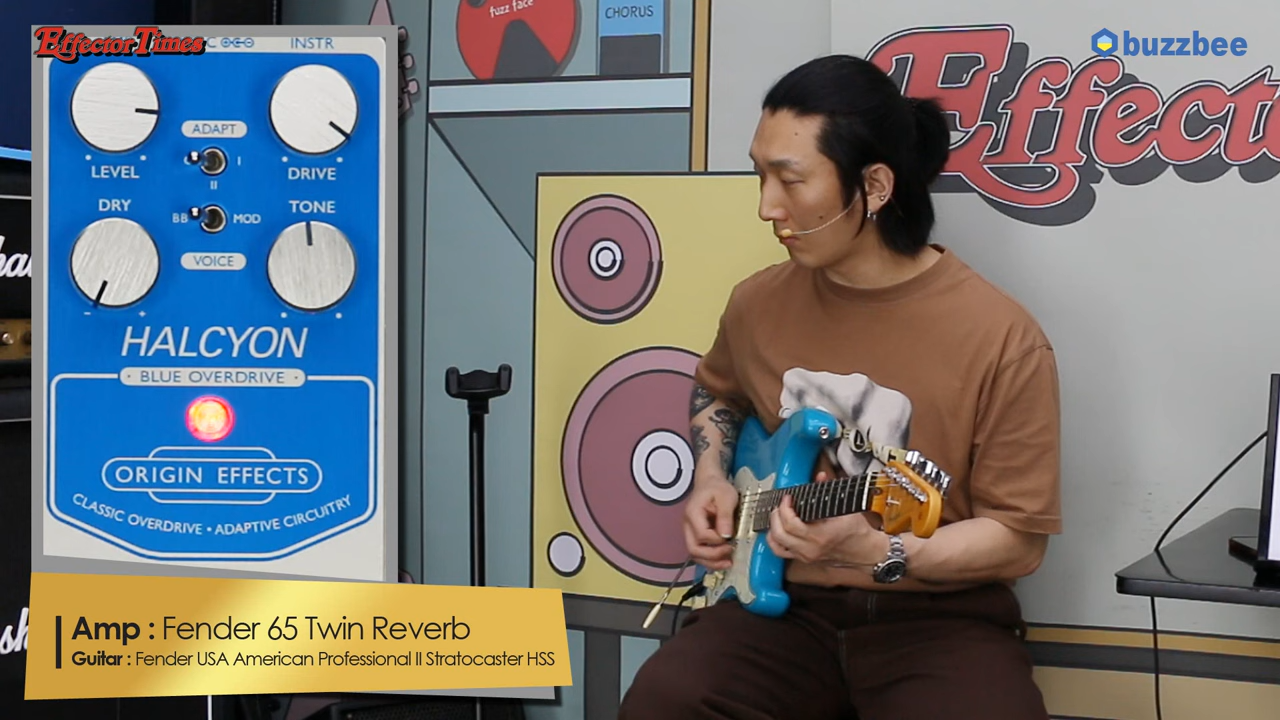 Effector Times
INSTR
LEVEL
ADAPT
I
II
DRIVE
DRY
BB
MOD
TONE
VOICE
- +
HALCYON
BLUE OVERDRIVE
ORIGIN EFFECTS
CLASSIC OVERDRIVE • ADAPTIVE CIRCUITRY
Amp : Fender 65 Twin Reverb
Guitar : Fender USA American Professional II Stratocaster HSS
fuzz face
CHORUS
buzzbee